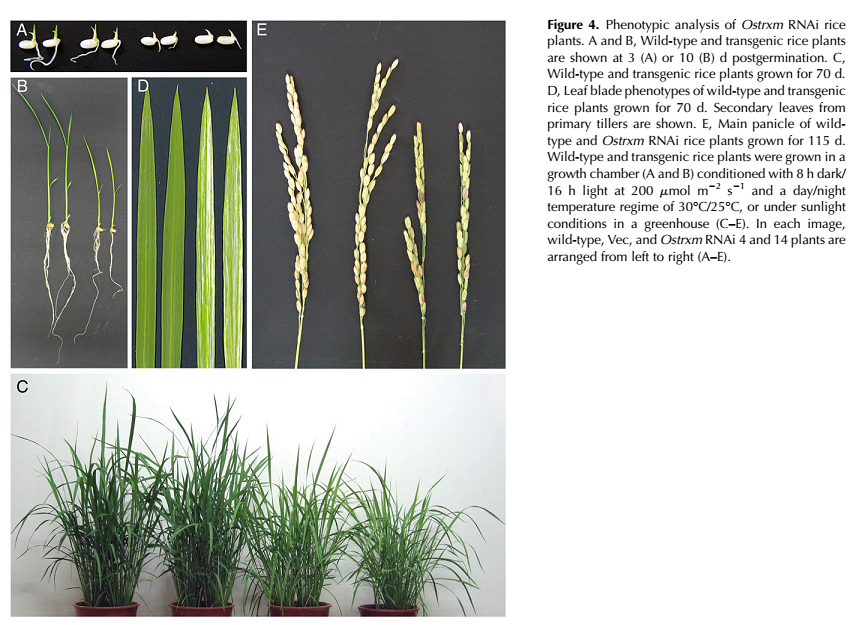 A
E
B
D
C
Figure 4. Phenotypic analysis of Ostrxm RNAi rice
plants. A and B, Wild-type and transgenic rice plants
are shown at 3 (A) or 10 (B) d postgermination. C,
Wild-type and transgenic rice plants grown for 70 d.
D, Leaf blade phenotypes of wild-type and transgenic
rice plants grown for 70 d. Secondary leaves from
primary tillers are shown. E, Main panicle of wild-
type and Ostrxm RNAi rice plants grown for 115 d.
Wild-type and transgenic rice plants were grown in a
growth chamber (A and B) conditioned with 8 h dark/
16 h light at 200 μmol m−2 s−1 and a day/night
temperature regime of 30°C/25°C, or under sunlight
conditions in a greenhouse (C–E). In each image,
wild-type, Vec, and Ostrxm RNAi 4 and 14 plants are
arranged from left to right (A–E).